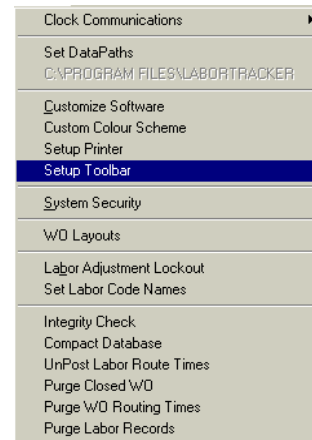 Clock Communications
Set DataPaths
C:\PROGRAM FILES\LABORTRACKER
Customize Software
Custom Colour Scheme
Setup Printer
Setup Toolbar
System Security
WO Layouts
Labor Adjustment Lockout
Set Labor Code Names
Integrity Check
Compact Database
UnPost Labor Route Times
Purge Closed WO
Purge WO Routing Times
Purge Labor Records